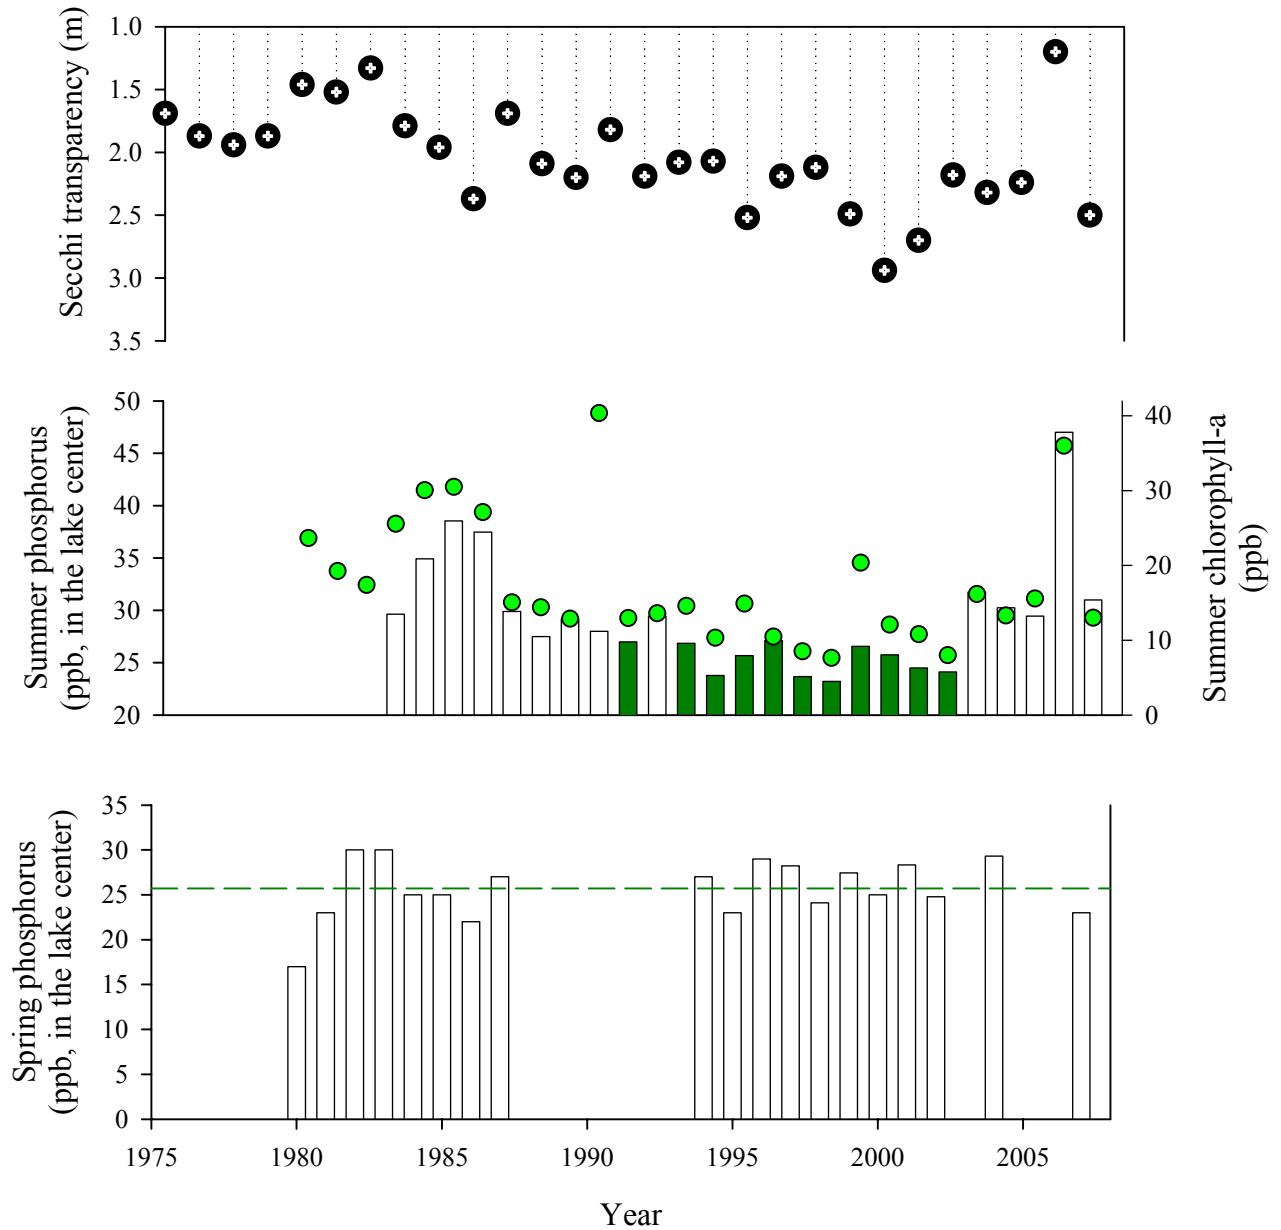 Secchi transparency (m)
1.0
1.5
2.0
2.5
3.0
3.5
Summer phosphorus
(ppb, in the lake center)
50
45
40
35
30
25
20
40
30
20
10
0
Summer chlorophyll-a
(ppb)
Spring phosphorus
(ppb, in the lake center)
35
30
25
20
15
10
5
0
1975 1980 1985 1990 1995 2000 2005
Year